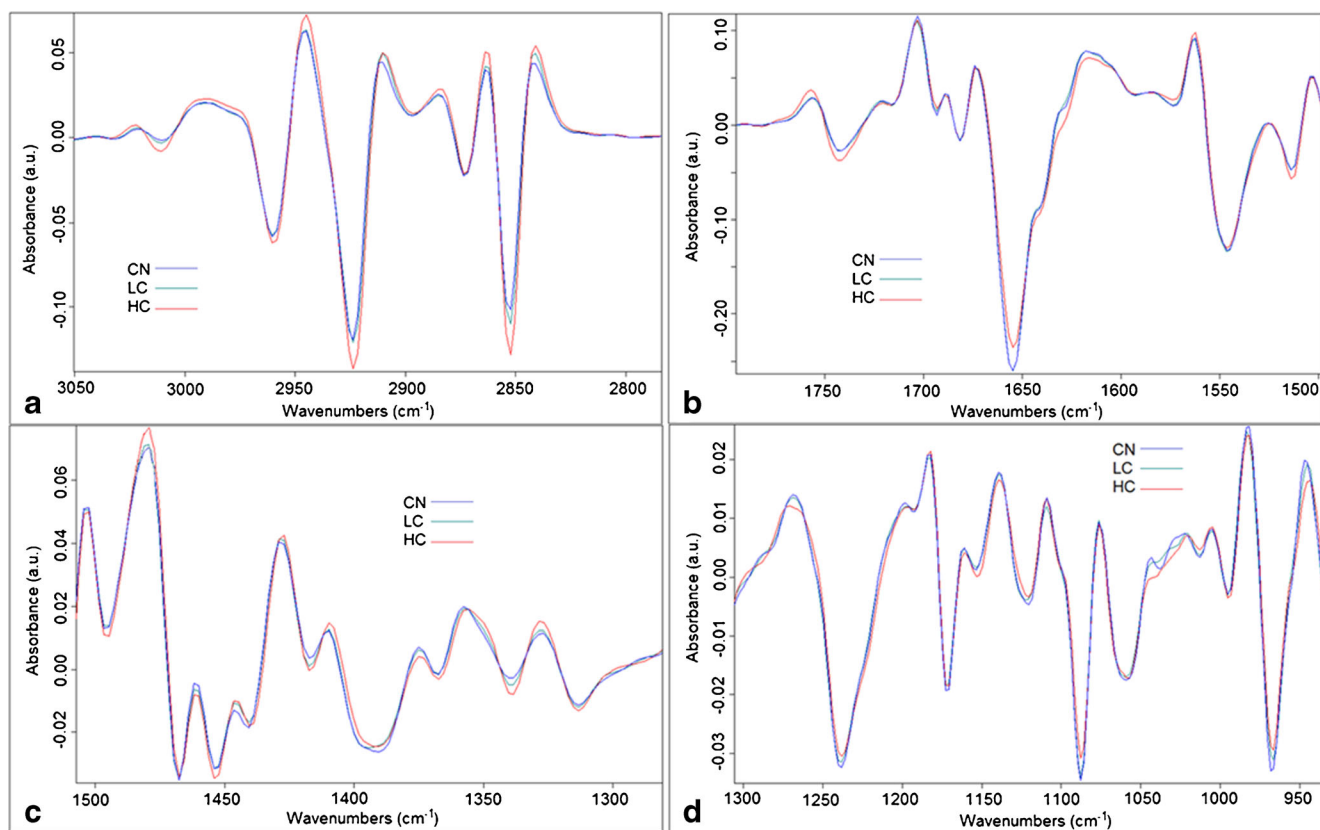 Absorbance (a.u.)
0.05
0.00
-0.05
-0.10
CN
LC
HC
3050 3000 2950 2900 2850 2800
Wavenumbers (cm⁻¹)
a
Absorbance (a.u.)
0.10
0.00
-0.10
-0.20
CN
LC
HC
1750 1700 1650 1600 1550 1500
Wavenumbers (cm⁻¹)
b
Absorbance (a.u.)
0.06
0.04
0.02
0.00
-0.02
CN
LC
HC
1500 1450 1400 1350 1300
Wavenumbers (cm⁻¹)
c
Absorbance (a.u.)
0.02
0.01
0.00
-0.01
-0.02
-0.03
CN
LC
HC
1300 1250 1200 1150 1100 1050 1000 950
Wavenumbers (cm⁻¹)
d